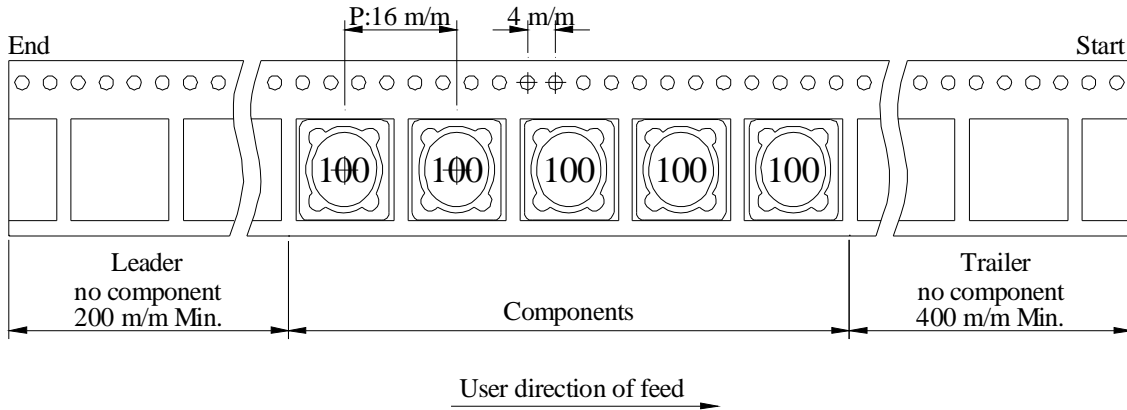 P:16 m/m
4 m/m
End
Start
100
100
100
100
100
Leader
no component
200 m/m Min.
Components
Trailer
no component
400 m/m Min.
User direction of feed